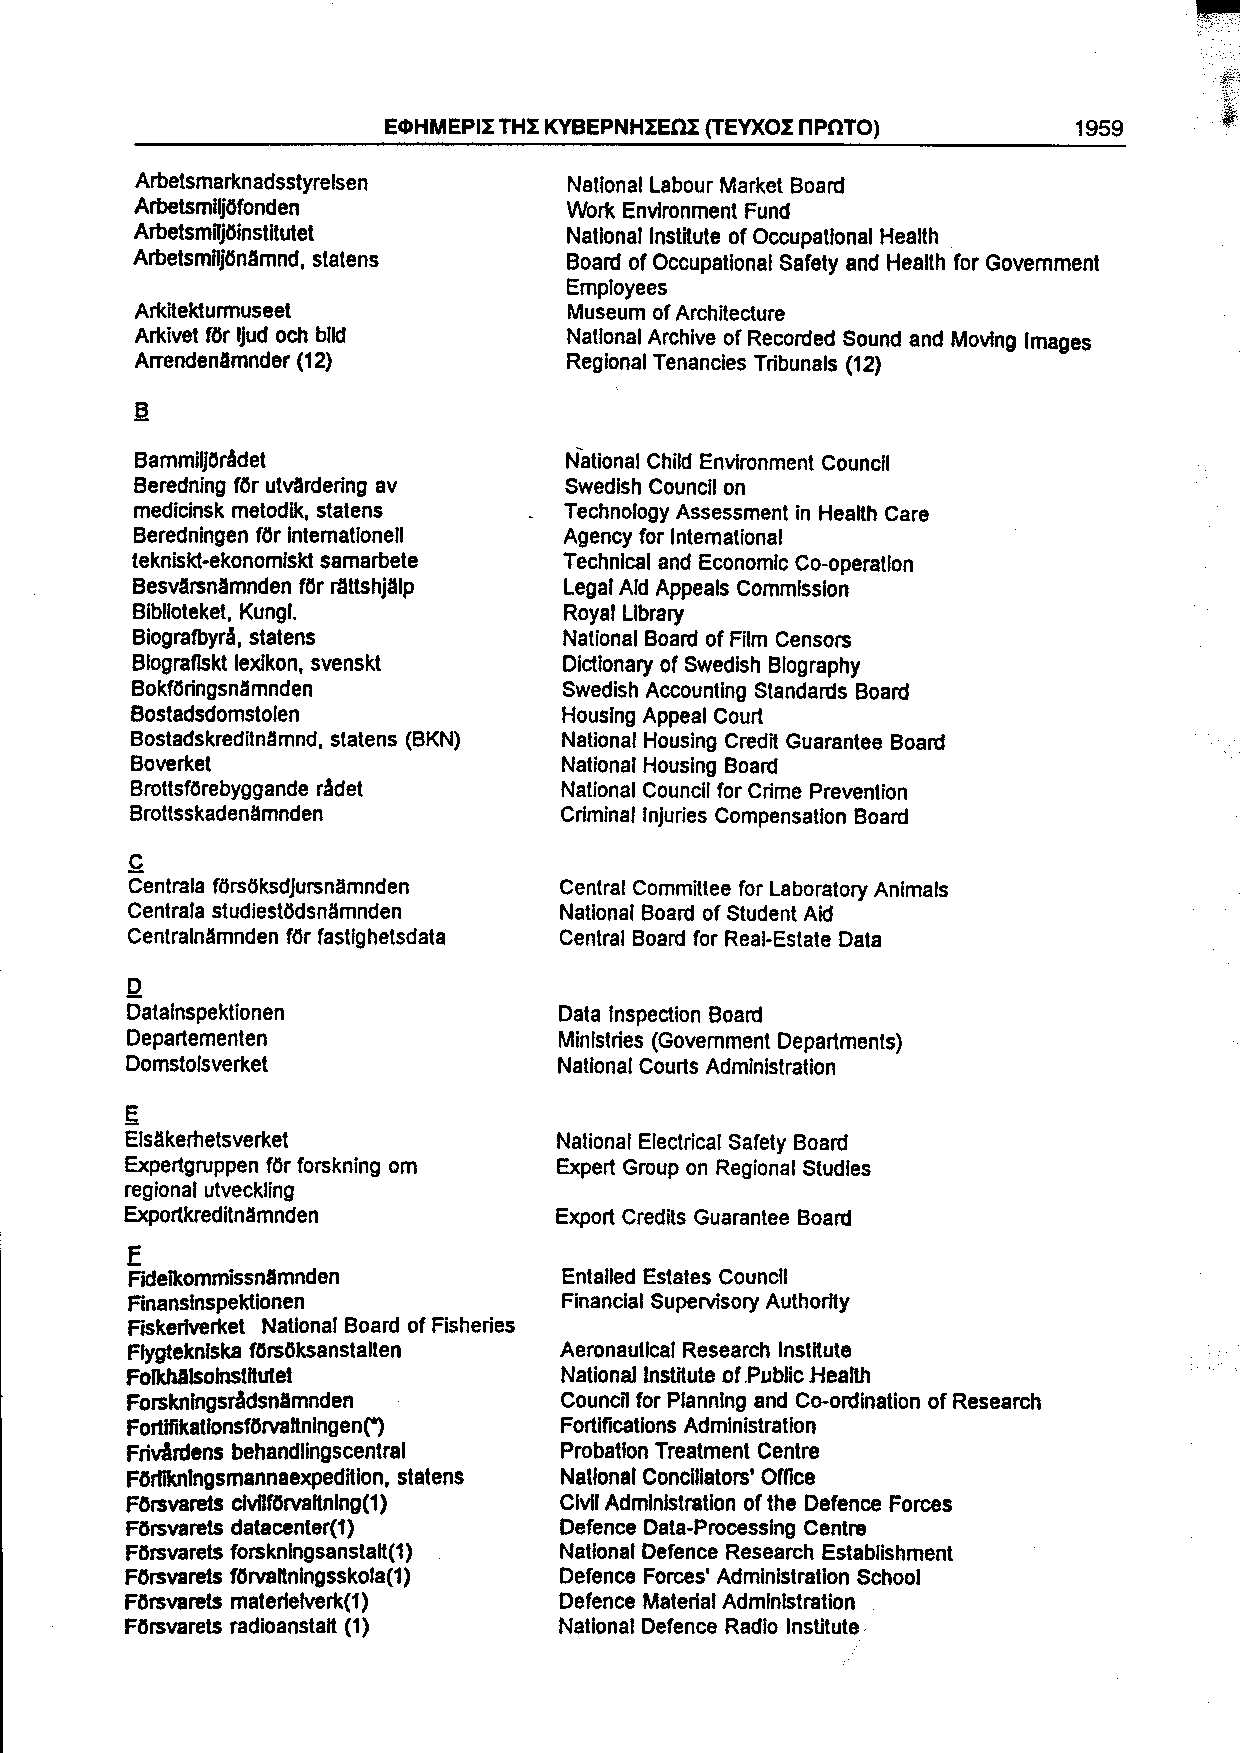 ΕΦΗΜΕΡΙΣ ΤΗΣ ΚΥΒΕΡΝΗΣΕΩΣ (ΤΕΥΧΟΣ ΠΡΩΤΟ) 1959
Arbetsmarknadsstyrelsen National Labour Market Board
Arbetsmiljöfonden Work Environment Fund
Arbetsmiljöinstitutet National Institute of Occupational Health
Arbetsmiljönämnd, statens Board of Occupational Safety and Health for Government
Employees
Arkitekturmuseet Museum of Architecture
Arkivet för ljud och bild National Archive of Recorded Sound and Moving Images
Arrendenämnder (12) Regional Tenancies Tribunals (12)
B
Barnmiljörådet National Child Environment Council
Beredning för utvärdering av Swedish Council on
medicinsk metodik, statens Technology Assessment in Health Care
Beredningen för internationell Agency for International
tekniskt-ekonomiskt samarbete Technical and Economic Co-operation
Besvärsnämnden för rättshjälp Legal Aid Appeals Commission
Biblioteket, Kungl. Royal Library
Biografbyrå, statens National Board of Film Censors
Biografiskt lexikon, svenskt Dictionary of Swedish Biography
Bokföringsnämnden Swedish Accounting Standards Board
Bostadsdomstolen Housing Appeal Court
Bostadskreditnämnd, statens (BKN) National Housing Credit Guarantee Board
Boverket National Housing Board
Brottsförebyggande rådet National Council for Crime Prevention
Brottsskadenämnden Criminal Injuries Compensation Board
C
Centrala försöksdjursnämnden Central Committee for Laboratory Animals
Centrala studiestödsnämnden National Board of Student Aid
Centralnämnden för fastighetsdata Central Board for Real-Estate Data
D
Datainspektionen Data Inspection Board
Departementen Ministries (Government Departments)
Domstolsverket National Courts Administration
E
Elsäkerhetsverket National Electrical Safety Board
Expertgruppen för forskning om Expert Group on Regional Studies
regional utveckling
Exportkreditnämnden Export Credits Guarantee Board
F
Fideikommissnämnden Entailed Estates Council
Finansinspektionen Financial Supervisory Authority
Fiskeriverket National Board of Fisheries
Flygtekniska försöksanstalten Aeronautical Research Institute
Folkhälsoinstitutet National Institute of Public Health
Forskningsrådsnämnden Council for Planning and Co-ordination of Research
Fortifikationsförvaltningen(*) Fortifications Administration
Frivårdens behandlingscentral Probation Treatment Centre
Förlikningsmannaexpedition, statens National Conciliators' Office
Försvarets civilförvaltning(1) Civil Administration of the Defence Forces
Försvarets datacenter(1) Defence Data-Processing Centre
Försvarets forskningsanstalt(1) National Defence Research Establishment
Försvarets förvaltningsskola(1) Defence Forces' Administration School
Försvarets materielverk(1) Defence Material Administration
Försvarets radioanstalt (1) National Defence Radio Institute